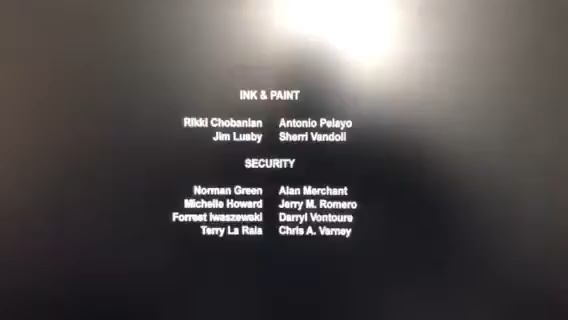 INK & PAINT
Rikki Chobanian Antonio Pelayo
Jim Lusby Sherri Vandoli
SECURITY
Norman Green Alan Merchant
Michelle Howard Jerry M. Romero
Forrest Iwaszewski Darryl Vontoure
Terry La Raia Chris A. Varney